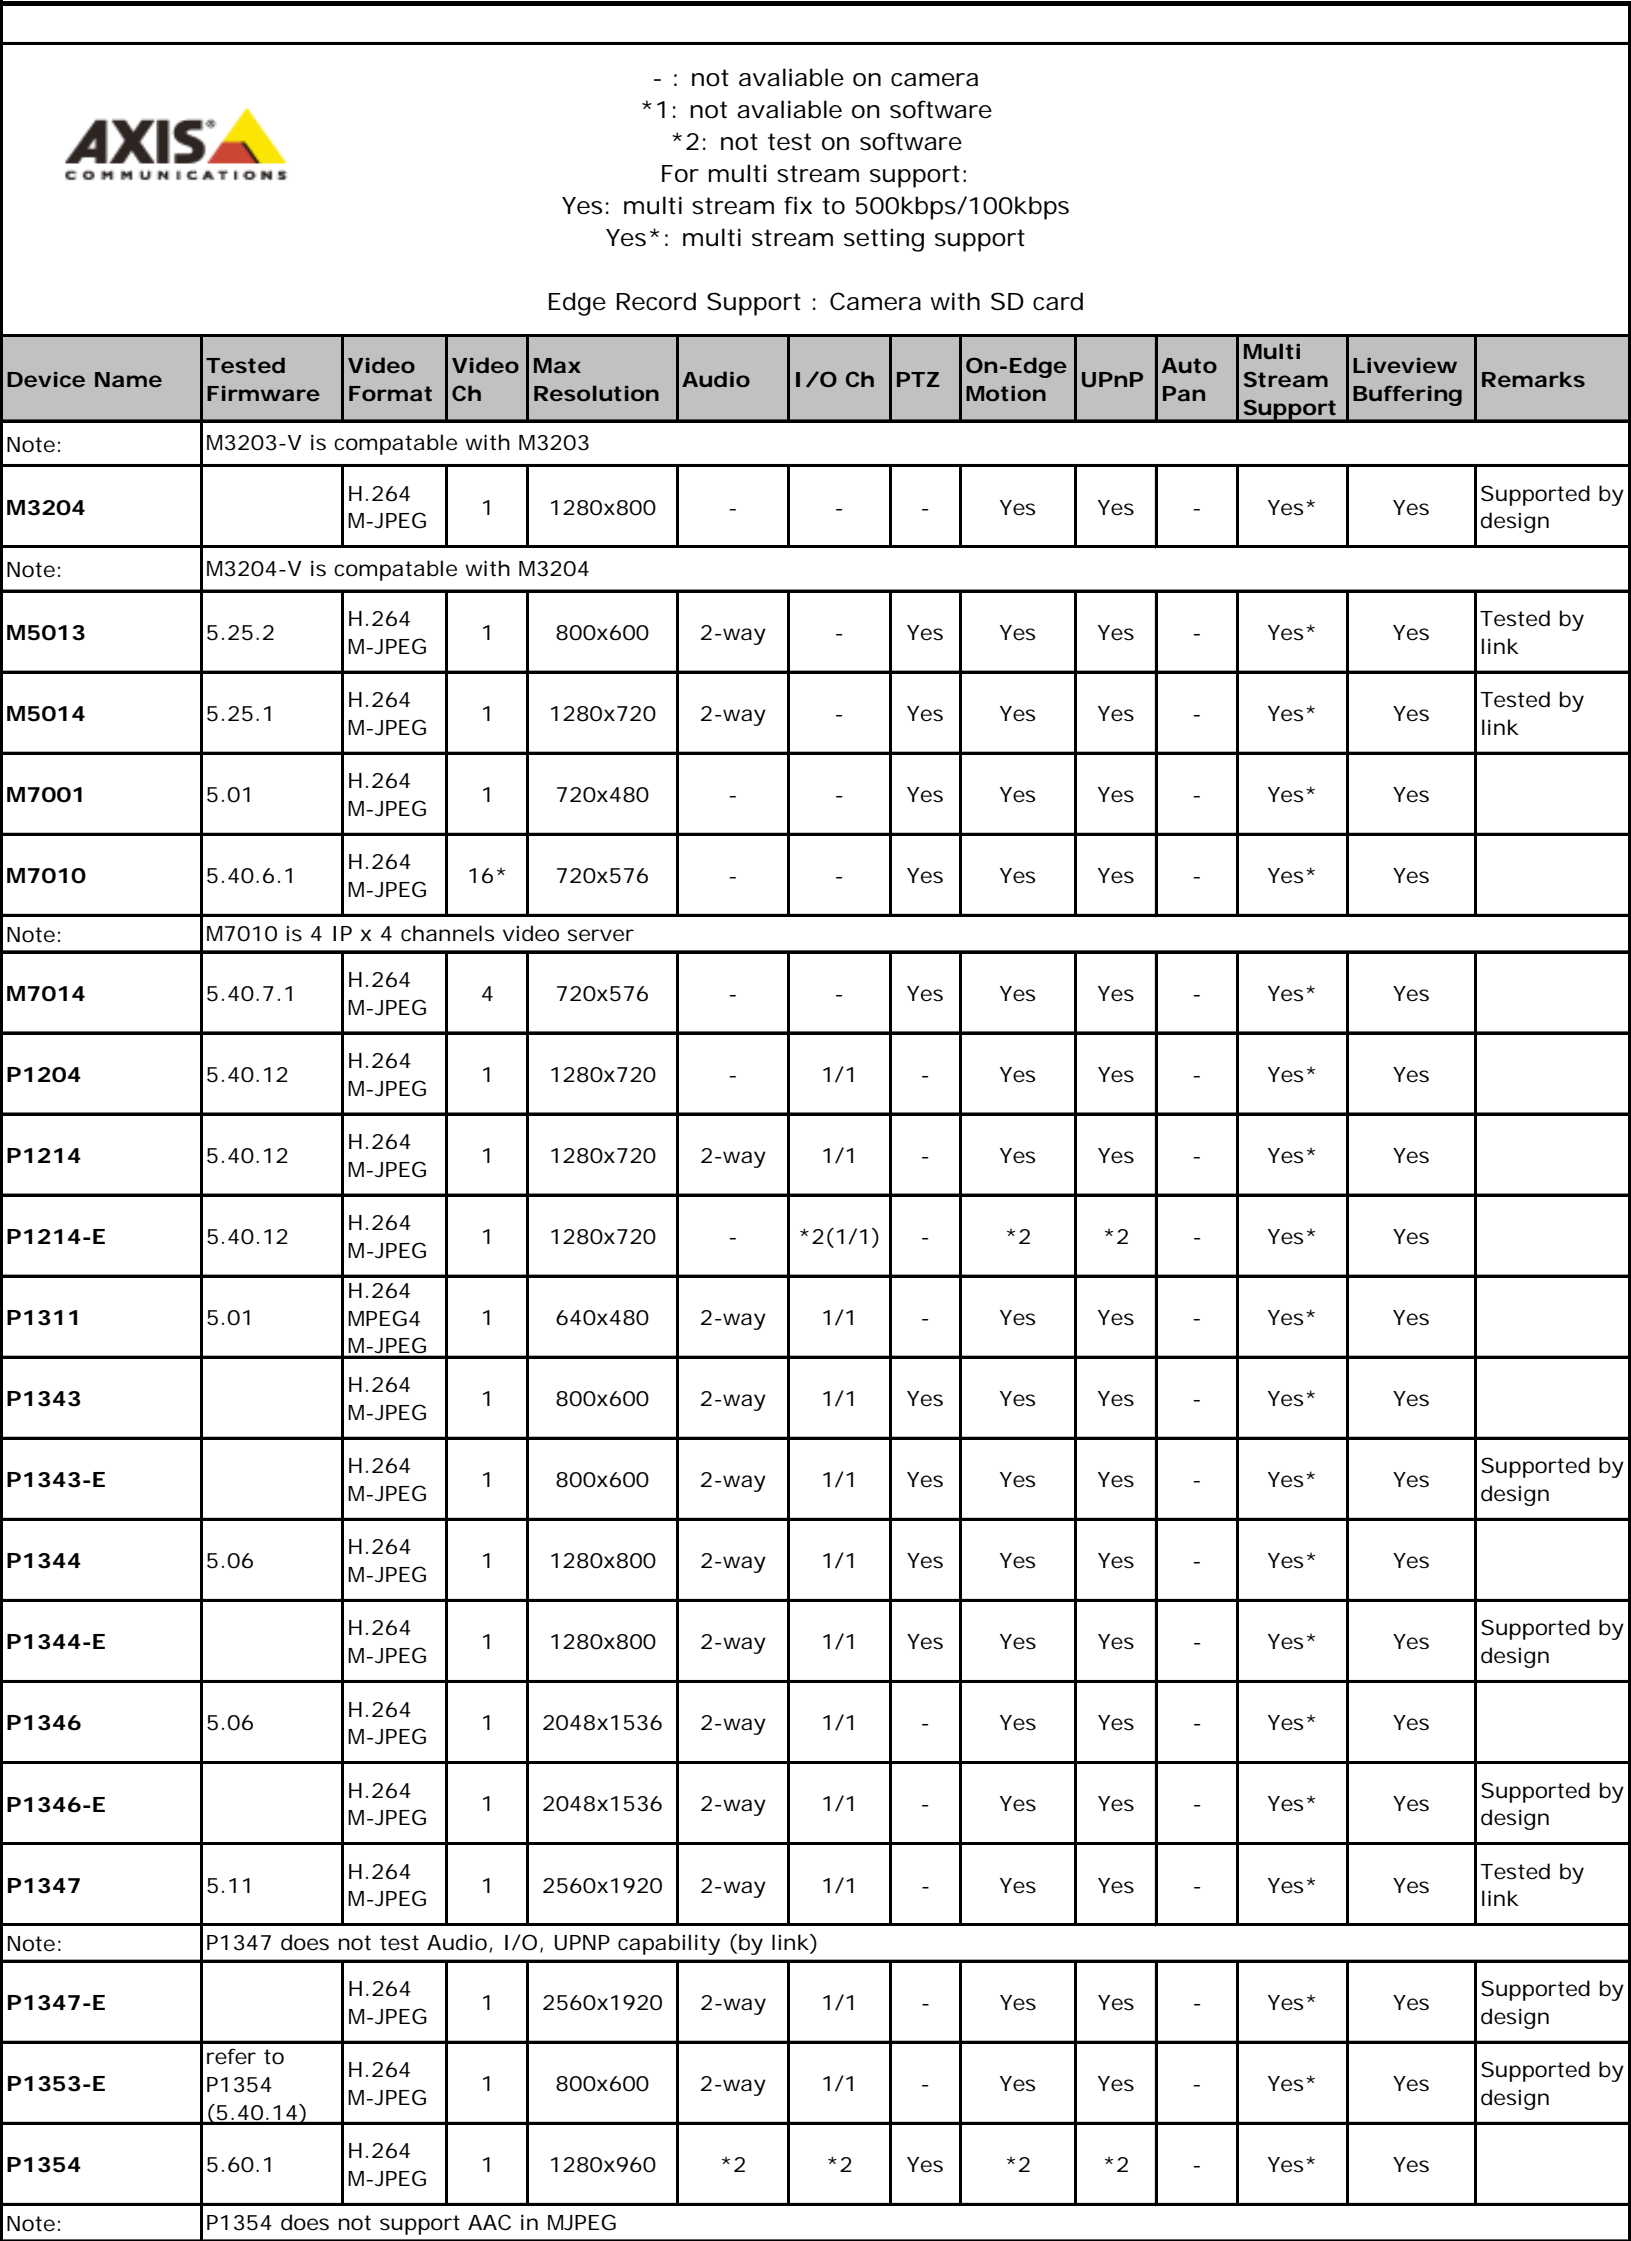 AXIS
COMMUNICATIONS
- : not avaliable on camera
*1: not avaliable on software
*2: not test on software
For multi stream support:
Yes: multi stream fix to 500kbps/100kbps
Yes*: multi stream setting support
Edge Record Support : Camera with SD card
Device Name Tested Firmware Video Format Video Ch Max Resolution Audio I/O Ch PTZ On-Edge Motion UPnP Auto Pan Multi Stream Support Liveview Buffering Remarks
Note: M3203-V is compatable with M3203
M3204 H.264 M-JPEG 1 1280x800 - - - Yes Yes - Yes* Yes Supported by design
Note: M3204-V is compatable with M3204
M5013 5.25.2 H.264 M-JPEG 1 800x600 2-way - Yes Yes Yes - Yes* Yes Tested by link
M5014 5.25.1 H.264 M-JPEG 1 1280x720 2-way - Yes Yes Yes - Yes* Yes Tested by link
M7001 5.01 H.264 M-JPEG 1 720x480 - - Yes Yes Yes - Yes* Yes
M7010 5.40.6.1 H.264 M-JPEG 16* 720x576 - - Yes Yes Yes - Yes* Yes
Note: M7010 is 4 IP x 4 channels video server
M7014 5.40.7.1 H.264 M-JPEG 4 720x576 - - Yes Yes Yes - Yes* Yes
P1204 5.40.12 H.264 M-JPEG 1 1280x720 - 1/1 - Yes Yes - Yes* Yes
P1214 5.40.12 H.264 M-JPEG 1 1280x720 2-way 1/1 - Yes Yes - Yes* Yes
P1214-E 5.40.12 H.264 M-JPEG 1 1280x720 - *2(1/1) - *2 *2 - Yes* Yes
P1311 5.01 H.264 MPEG4 M-JPEG 1 640x480 2-way 1/1 - Yes Yes - Yes* Yes
P1343 H.264 M-JPEG 1 800x600 2-way 1/1 Yes Yes Yes - Yes* Yes
P1343-E H.264 M-JPEG 1 800x600 2-way 1/1 Yes Yes Yes - Yes* Yes Supported by design
P1344 5.06 H.264 M-JPEG 1 1280x800 2-way 1/1 Yes Yes Yes - Yes* Yes
P1344-E H.264 M-JPEG 1 1280x800 2-way 1/1 Yes Yes Yes - Yes* Yes Supported by design
P1346 5.06 H.264 M-JPEG 1 2048x1536 2-way 1/1 - Yes Yes - Yes* Yes
P1346-E H.264 M-JPEG 1 2048x1536 2-way 1/1 - Yes Yes - Yes* Yes Supported by design
P1347 5.11 H.264 M-JPEG 1 2560x1920 2-way 1/1 - Yes Yes - Yes* Yes Tested by link
Note: P1347 does not test Audio, I/O, UPNP capability (by link)
P1347-E H.264 M-JPEG 1 2560x1920 2-way 1/1 - Yes Yes - Yes* Yes Supported by design
P1353-E refer to P1354 (5.40.14) H.264 M-JPEG 1 800x600 2-way 1/1 - Yes Yes - Yes* Yes Supported by design
P1354 5.60.1 H.264 M-JPEG 1 1280x960 *2 *2 Yes *2 *2 - Yes* Yes
Note: P1354 does not support AAC in MJPEG